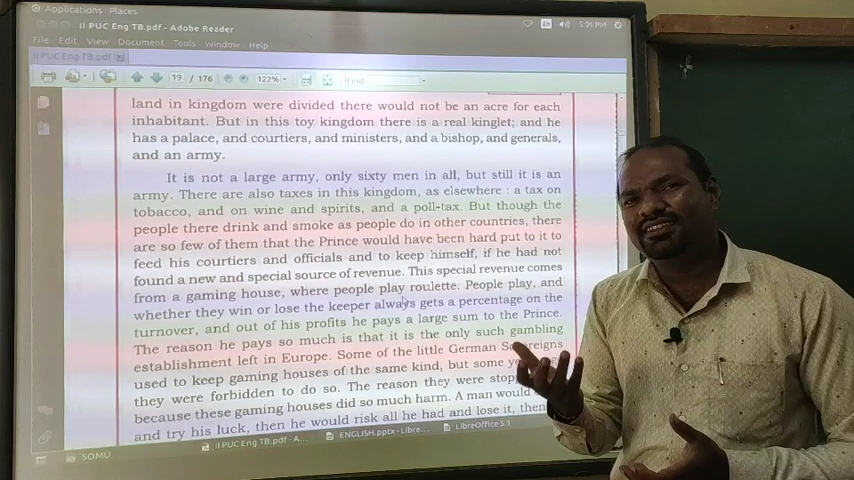 Applications Places
En
5:01 PM
II PUC Eng TB.pdf - Adobe Reader
File Edit View Document Tools Window Help
II PUC Eng TB.pdf
19 / 176
122%
Find
land in kingdom were divided there would not be an acre for each
inhabitant. But in this toy kingdom there is a real kinglet; and he
has a palace, and courtiers, and ministers, and a bishop, and generals,
and an army.
It is not a large army, only sixty men in all, but still it is an
army. There are also taxes in this kingdom, as elsewhere : a tax on
tobacco, and on wine and spirits, and a poll-tax. But though the
people there drink and smoke as people do in other countries, there
are so few of them that the Prince would have been hard put to it to
feed his courtiers and officials and to keep himself, if he had not
found a new and special source of revenue. This special revenue comes
from a gaming house, where people play roulette. People play, and
whether they win or lose the keeper always gets a percentage on the
turnover, and out of his profits he pays a large sum to the Prince.
The reason he pays so much is that it is the only such gambling
establishment left in Europe. Some of the little German Sovereigns
used to keep gaming houses of the same kind, but some
they were forbidden to do so. The reason they were
because these gaming houses did so much harm. A man would
and try his luck, then he would risk all he had and lose it, then
II PUC Eng TB.pdf - A...
ENGLISH.pptx - Libre...
LibreOffice 5.1
SOMU